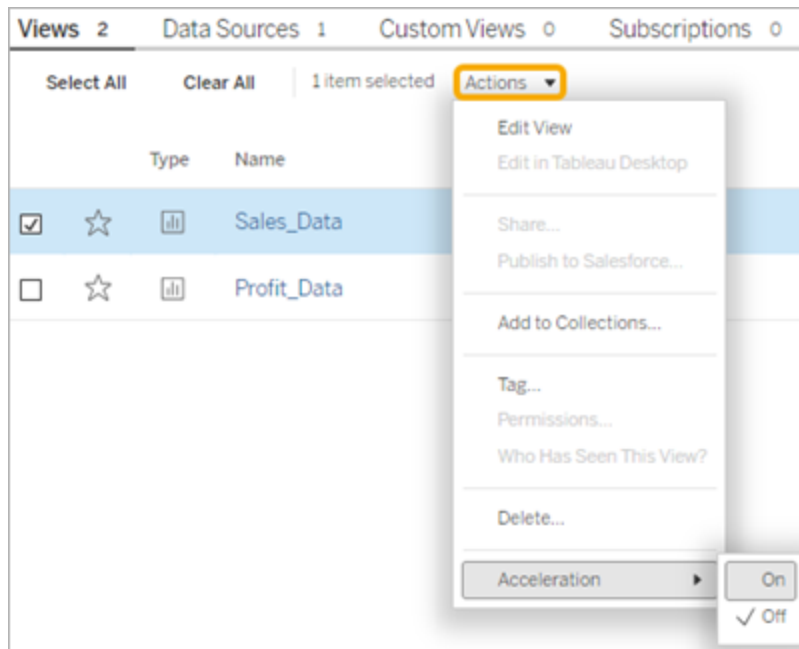 Views 2 Data Sources 1 Custom Views 0 Subscriptions 0
Select All Clear All 1 item selected Actions
Type Name
Sales_Data
Profit_Data
Edit View
Edit in Tableau Desktop
Share...
Publish to Salesforce...
Add to Collections...
Tag...
Permissions...
Who Has Seen This View?
Delete...
Acceleration
On
Off